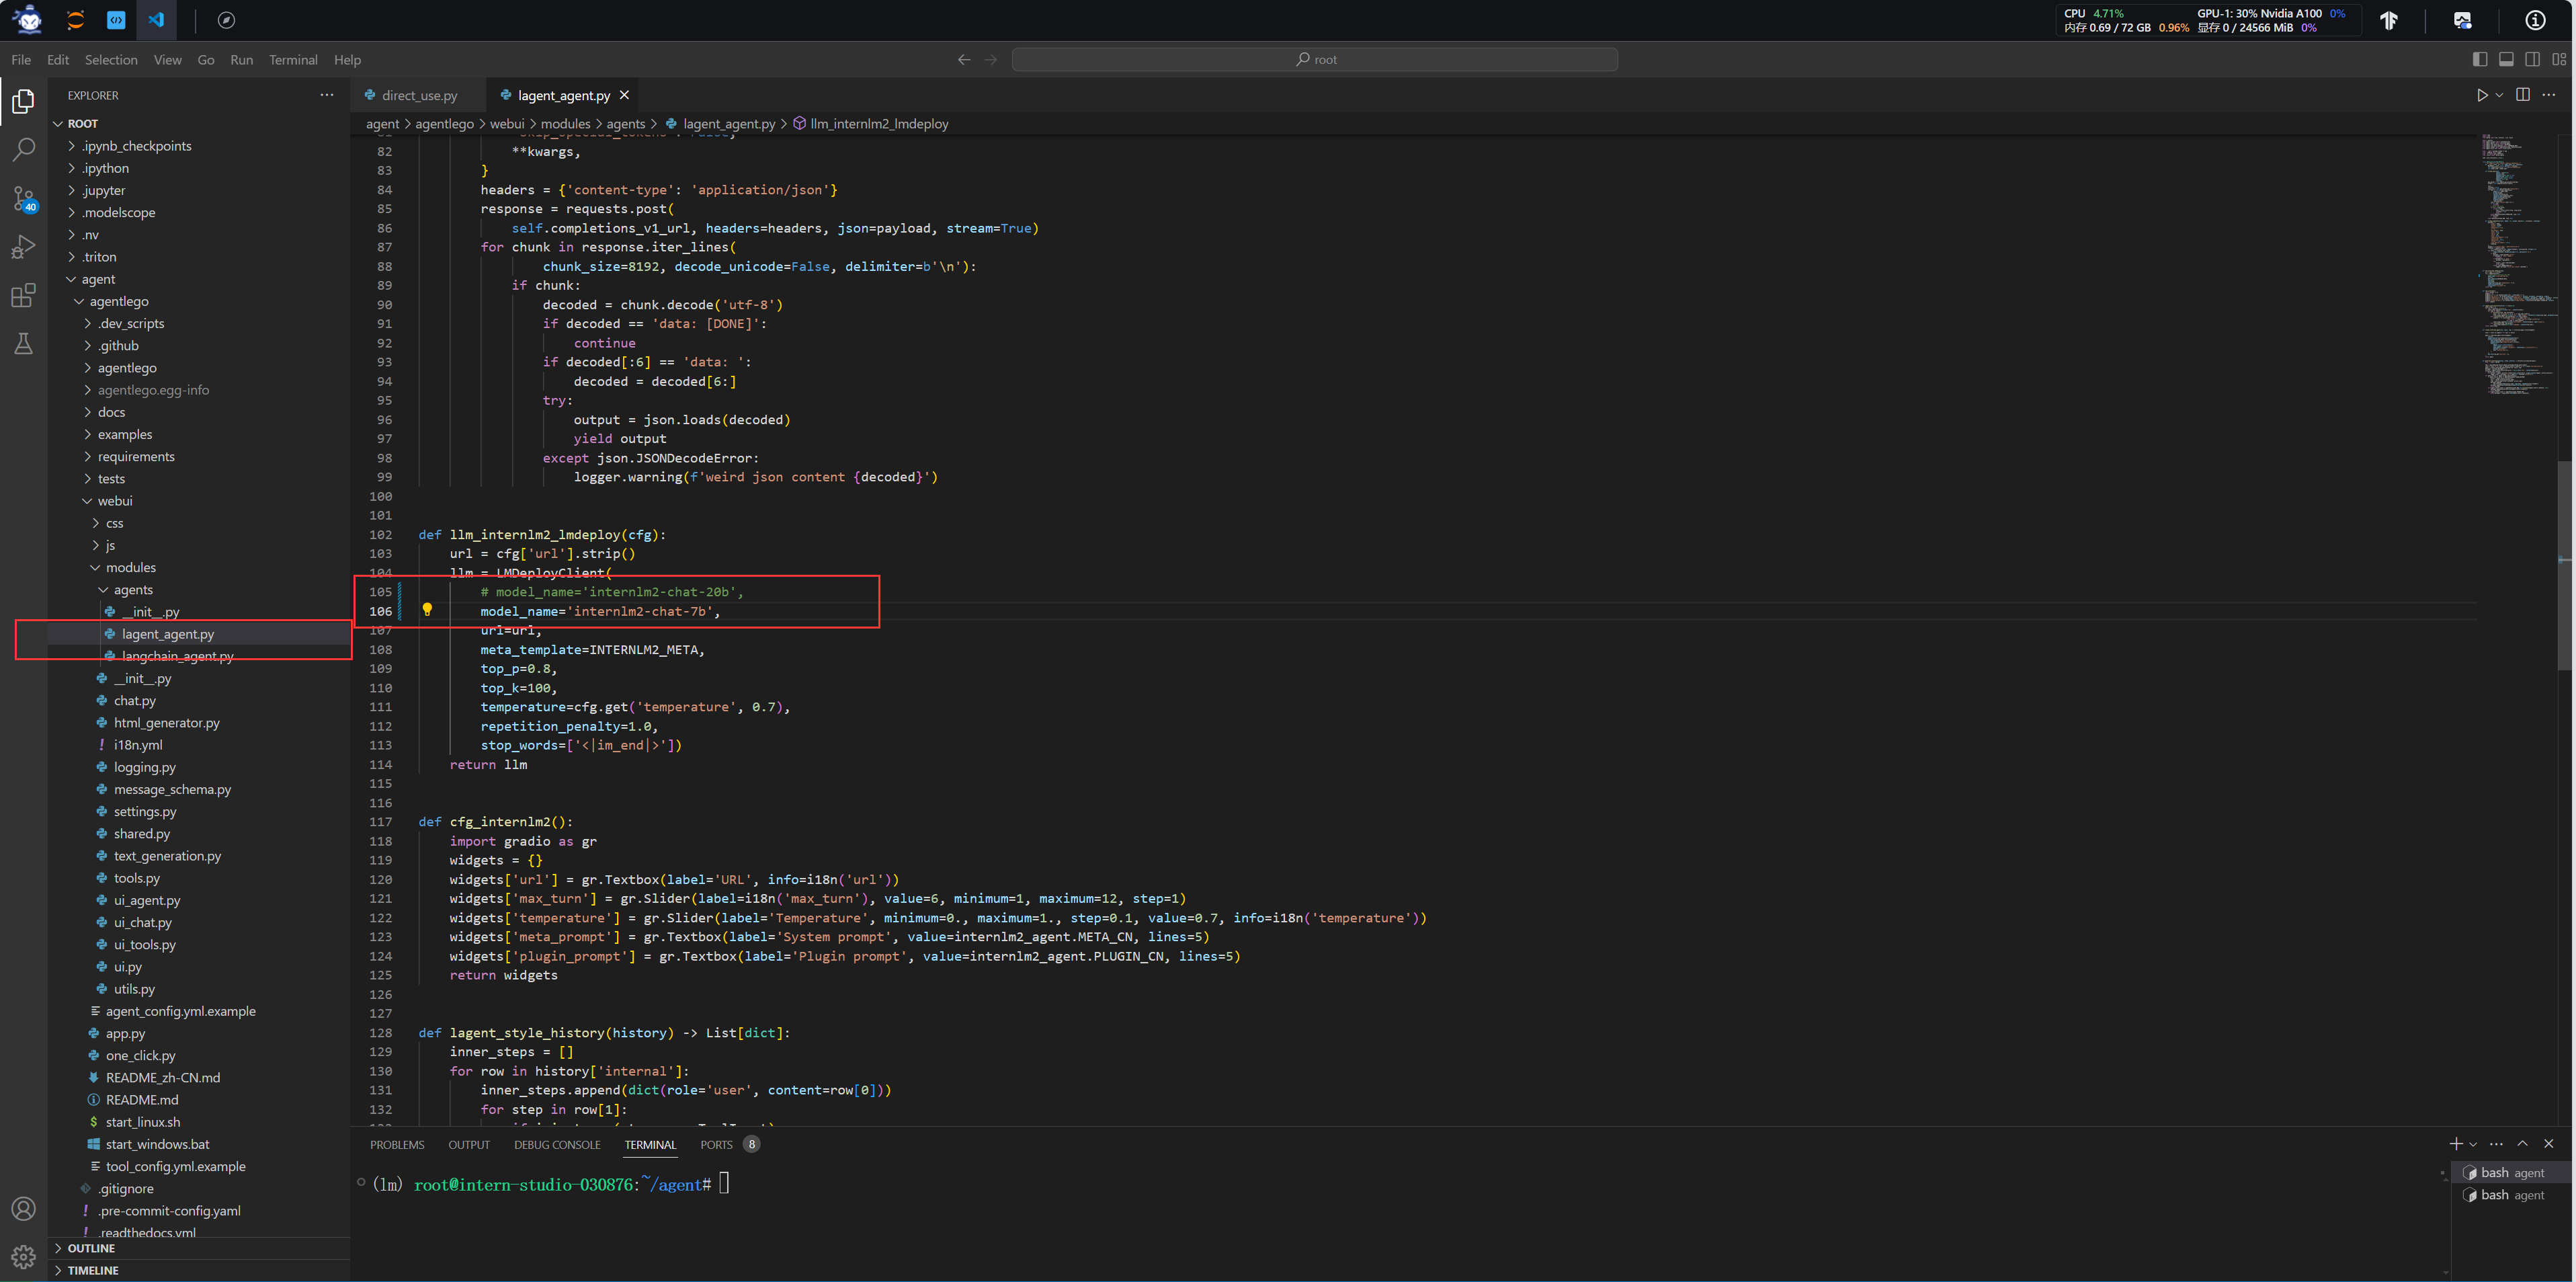 CPU 4.71% GPU-1: 30% Nvidia A100 0%
内存 0.69 / 72 GB 0.96% 显存 0 / 24566 MiB 0%
File Edit Selection View Go Run Terminal Help
root
EXPLORER
ROOT
.ipynb_checkpoints
.ipython
.jupyter
.modelscope
.nv
.triton
agent
agentlego
.dev_scripts
.github
agentlego
agentlego.egg-info
docs
examples
requirements
tests
webui
css
js
modules
agents
__init__.py
lagent_agent.py
langchain_agent.py
__init__.py
chat.py
html_generator.py
i18n.yml
logging.py
message_schema.py
settings.py
shared.py
text_generation.py
tools.py
ui_agent.py
ui_chat.py
ui_tools.py
ui.py
utils.py
agent_config.yml.example
app.py
one_click.py
README_zh-CN.md
README.md
start_linux.sh
start_windows.bat
tool_config.yml.example
.gitignore
.pre-commit-config.yaml
.readthedocs.yml
OUTLINE
TIMELINE
40
direct_use.py lagent_agent.py
agent > agentlego > webui > modules > agents > lagent_agent.py > llm_internlm2_lmdeploy
82 **kwargs,
83 }
84 headers = {'content-type': 'application/json'}
85 response = requests.post(
86 self.completions_v1_url, headers=headers, json=payload, stream=True)
87 for chunk in response.iter_lines(
88 chunk_size=8192, decode_unicode=False, delimiter=b'\n'):
89 if chunk:
90 decoded = chunk.decode('utf-8')
91 if decoded == 'data: [DONE]':
92 continue
93 if decoded[:6] == 'data: ':
94 decoded = decoded[6:]
95 try:
96 output = json.loads(decoded)
97 yield output
98 except json.JSONDecodeError:
99 logger.warning(f'weird json content {decoded}')
100
101
102 def llm_internlm2_lmdeploy(cfg):
103 url = cfg['url'].strip()
104 llm = LMDeployClient(
105 # model_name='internlm2-chat-20b',
106 model_name='internlm2-chat-7b',
107 url=url,
108 meta_template=INTERNLM2_META,
109 top_p=0.8,
110 top_k=100,
111 temperature=cfg.get('temperature', 0.7),
112 repetition_penalty=1.0,
113 stop_words=['<|im_end|>'])
114 return llm
115
116
117 def cfg_internlm2():
118 import gradio as gr
119 widgets = {}
120 widgets['url'] = gr.Textbox(label='URL', info=i18n('url'))
121 widgets['max_turn'] = gr.Slider(label=i18n('max_turn'), value=6, minimum=1, maximum=12, step=1)
122 widgets['temperature'] = gr.Slider(label='Temperature', minimum=0., maximum=1., step=0.1, value=0.7, info=i18n('temperature'))
123 widgets['meta_prompt'] = gr.Textbox(label='System prompt', value=internlm2_agent.META_CN, lines=5)
124 widgets['plugin_prompt'] = gr.Textbox(label='Plugin prompt', value=internlm2_agent.PLUGIN_CN, lines=5)
125 return widgets
126
127
128 def lagent_style_history(history) -> List[dict]:
129 inner_steps = []
130 for row in history['internal']:
131 inner_steps.append(dict(role='user', content=row[0]))
132 for step in row[1]:
PROBLEMS OUTPUT DEBUG CONSOLE TERMINAL PORTS 8
(lm) root@intern-studio-030876:~/agent#
bash agent
bash agent